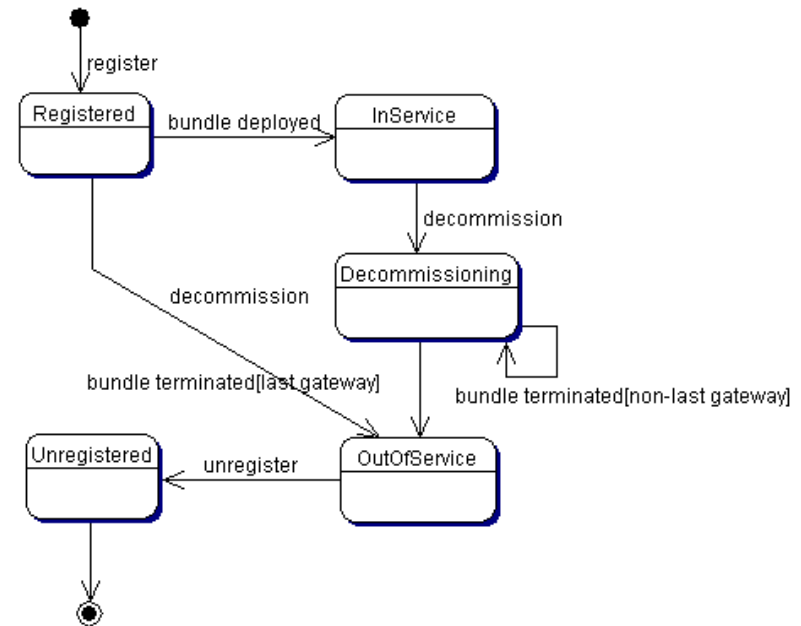 register
Registered
bundle deployed
InService
decommission
Decommissioning
decommission
bundle terminated[last gateway]
bundle terminated[non-last gateway]
Unregistered
unregister
OutOfService